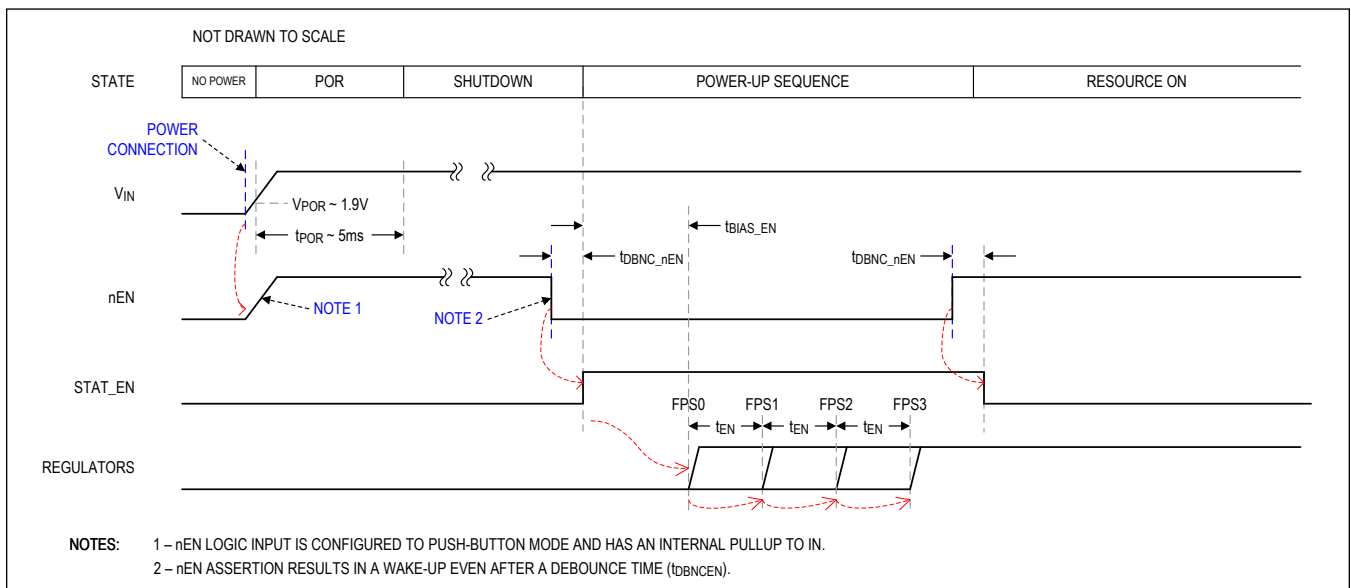 NOT DRAWN TO SCALE
STATE NO POWER POR SHUTDOWN POWER-UP SEQUENCE RESOURCE ON
POWER
CONNECTION
VIN
VPOR ~ 1.9V
tBIAS_EN
tPOR ~ 5ms
tDBNC_nEN tDBNC_nEN
nEN
NOTE 1
NOTE 2
STAT_EN
FPS0 FPS1 FPS2 FPS3
tEN tEN tEN
REGULATORS
NOTES: 1 – nEN LOGIC INPUT IS CONFIGURED TO PUSH-BUTTON MODE AND HAS AN INTERNAL PULLUP TO IN.
2 – nEN ASSERTION RESULTS IN A WAKE-UP EVEN AFTER A DEBOUNCE TIME (tDBNCEN).